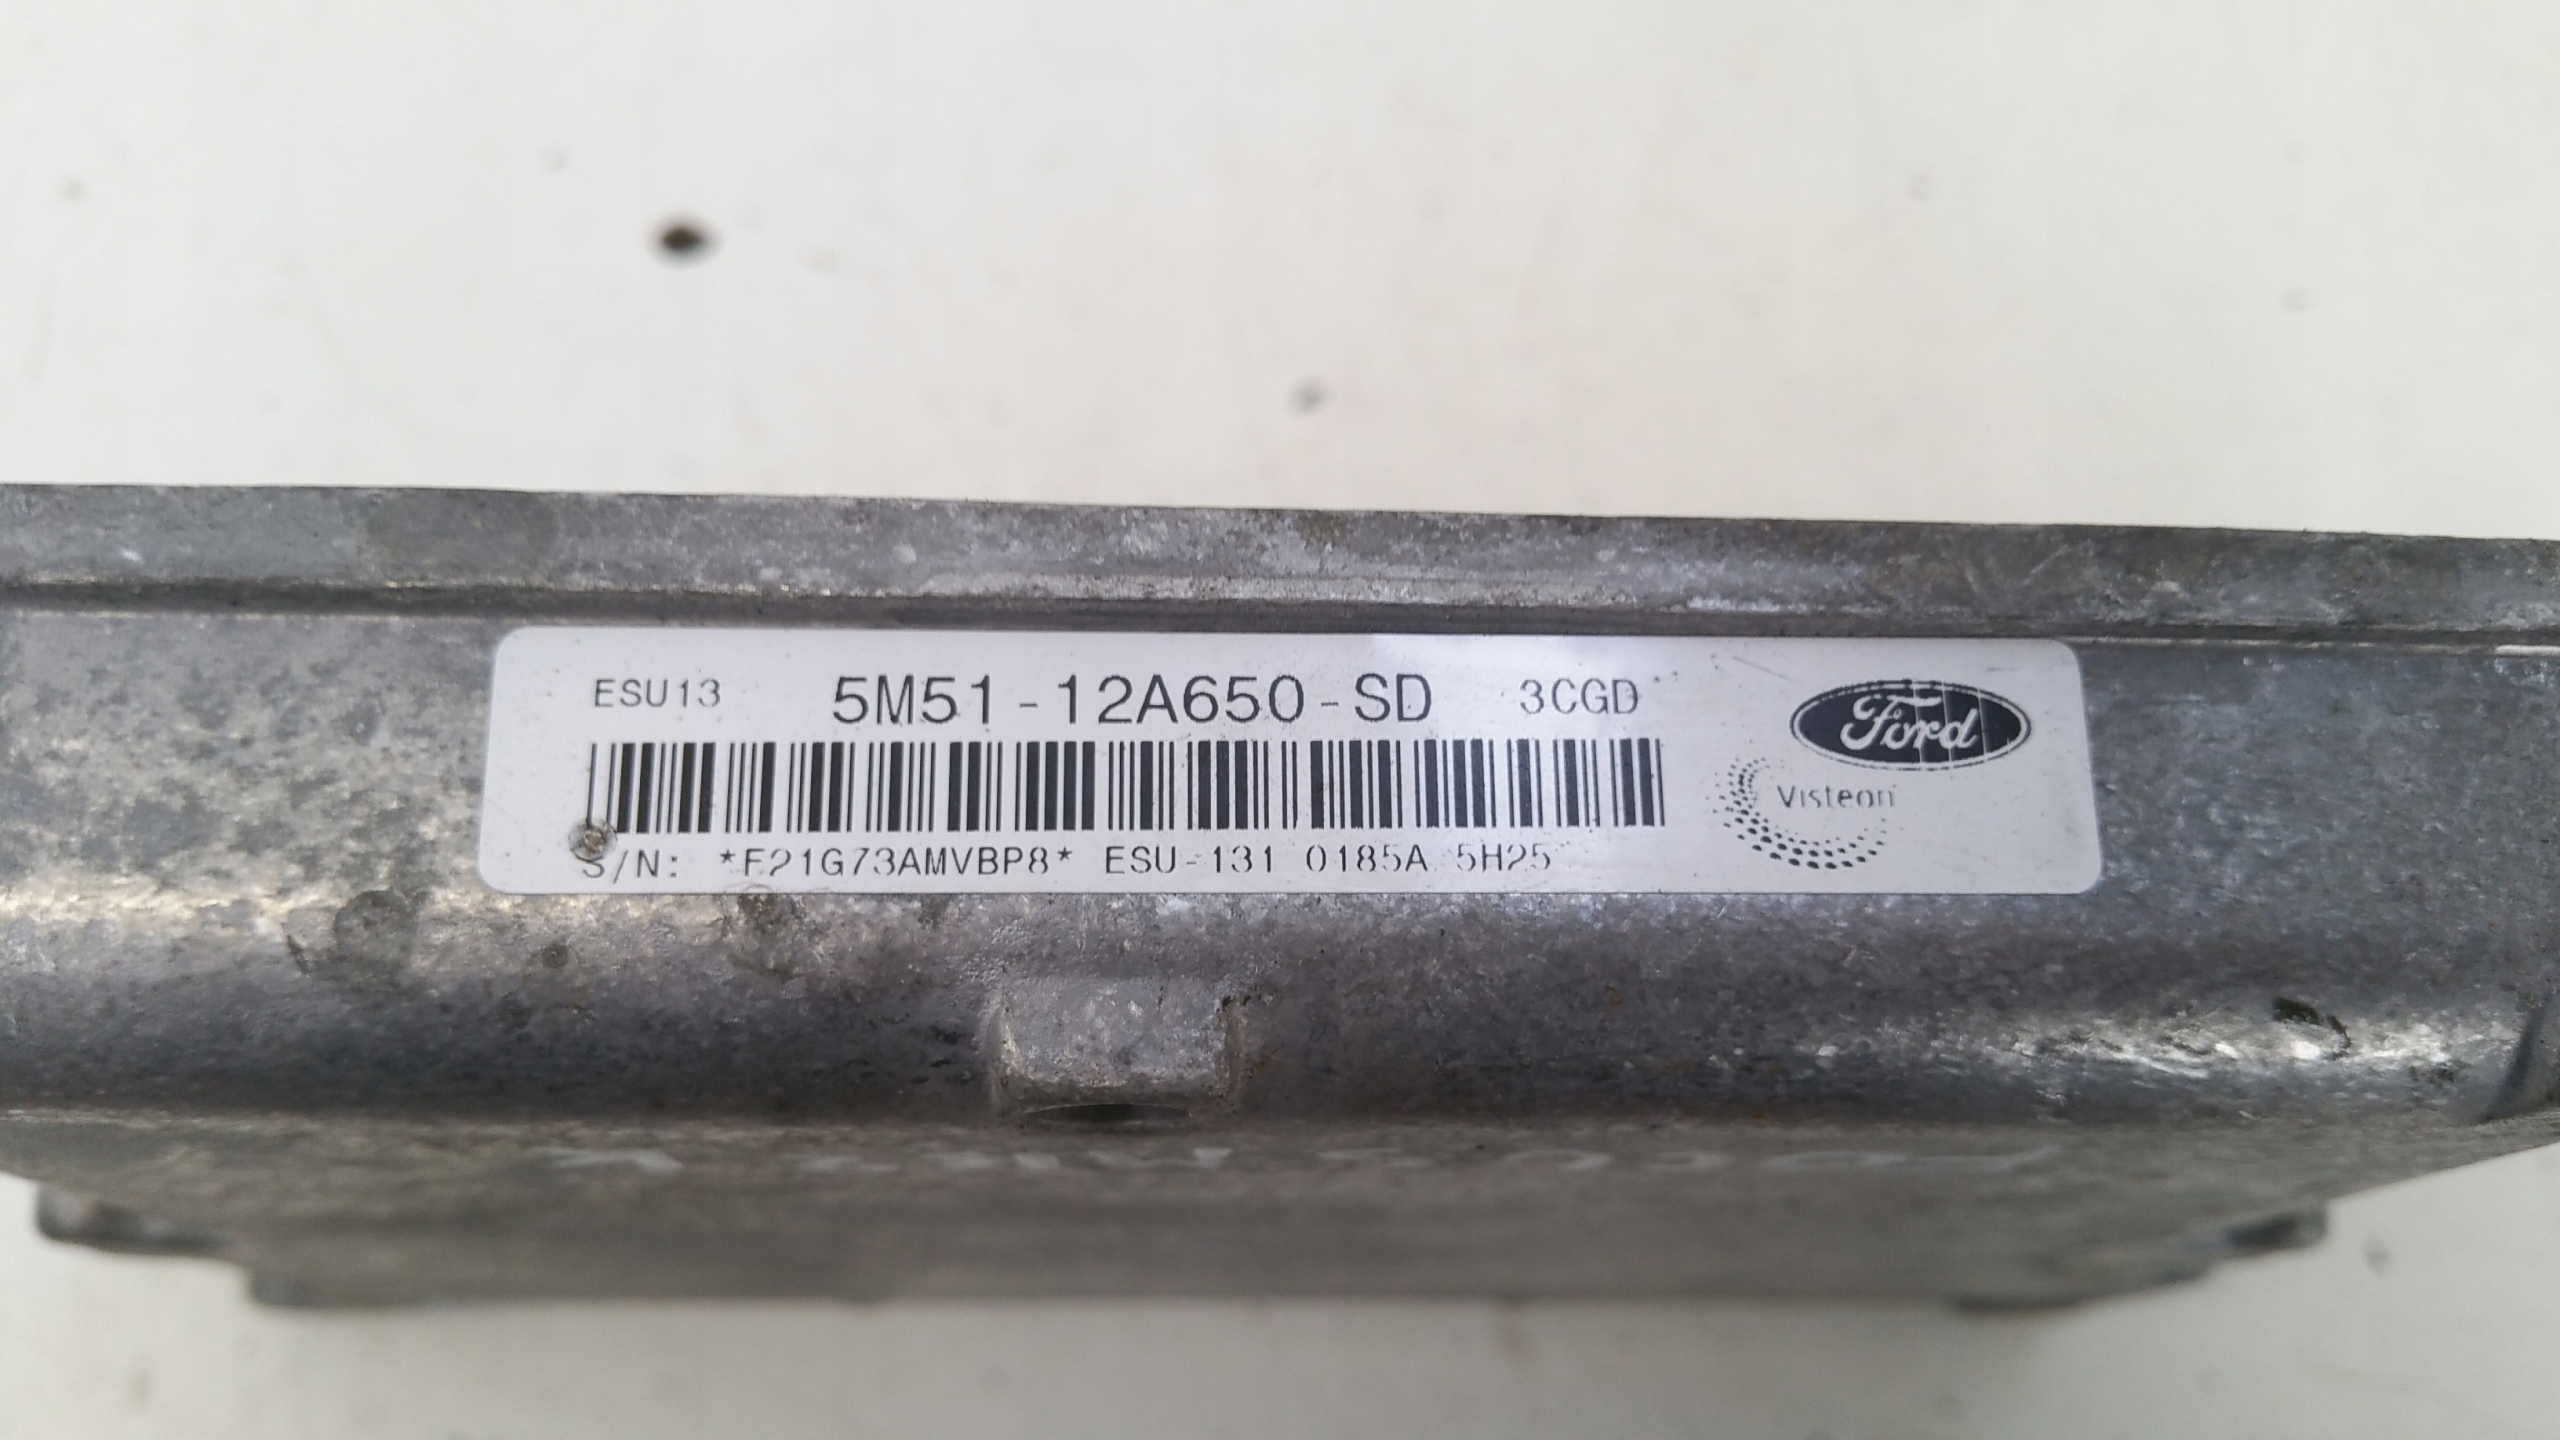 ESU13 5M51-12A650-SD 3CGD
Ford
Visteon
S/N: *F21G73AMVBP8* ESU-131 0185A 5H25